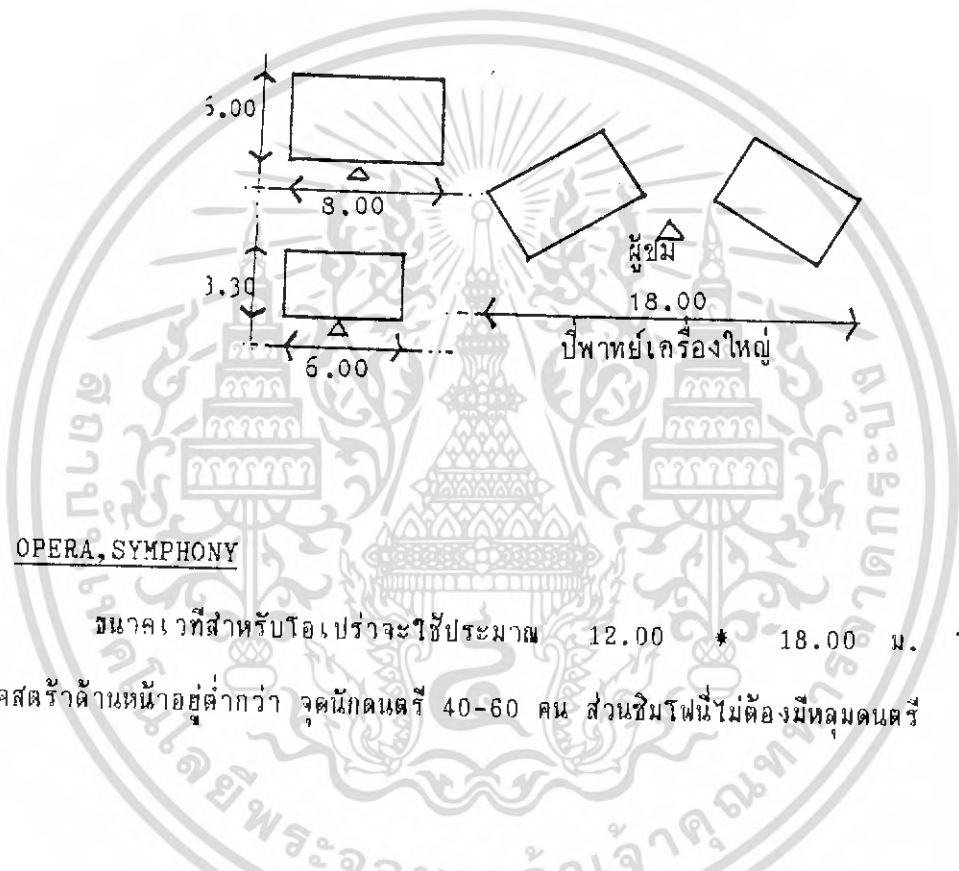 5.00
8.00
3.30
6.00
ผู้ชม
18.00
ปี่พาทย์เครื่องใหญ่
OPERA,SYMPHONY
ขนาดเวทีสำหรับโอเปร่าจะใช้ประมาณ 12.00 * 18.00 ม.
คสตร้าด้านหน้าอยู่ต่ำกว่า จุดนักดนตรี 40-60 คน ส่วนซิมโฟนี่ไม่ต้องมีหลุมดนตรี